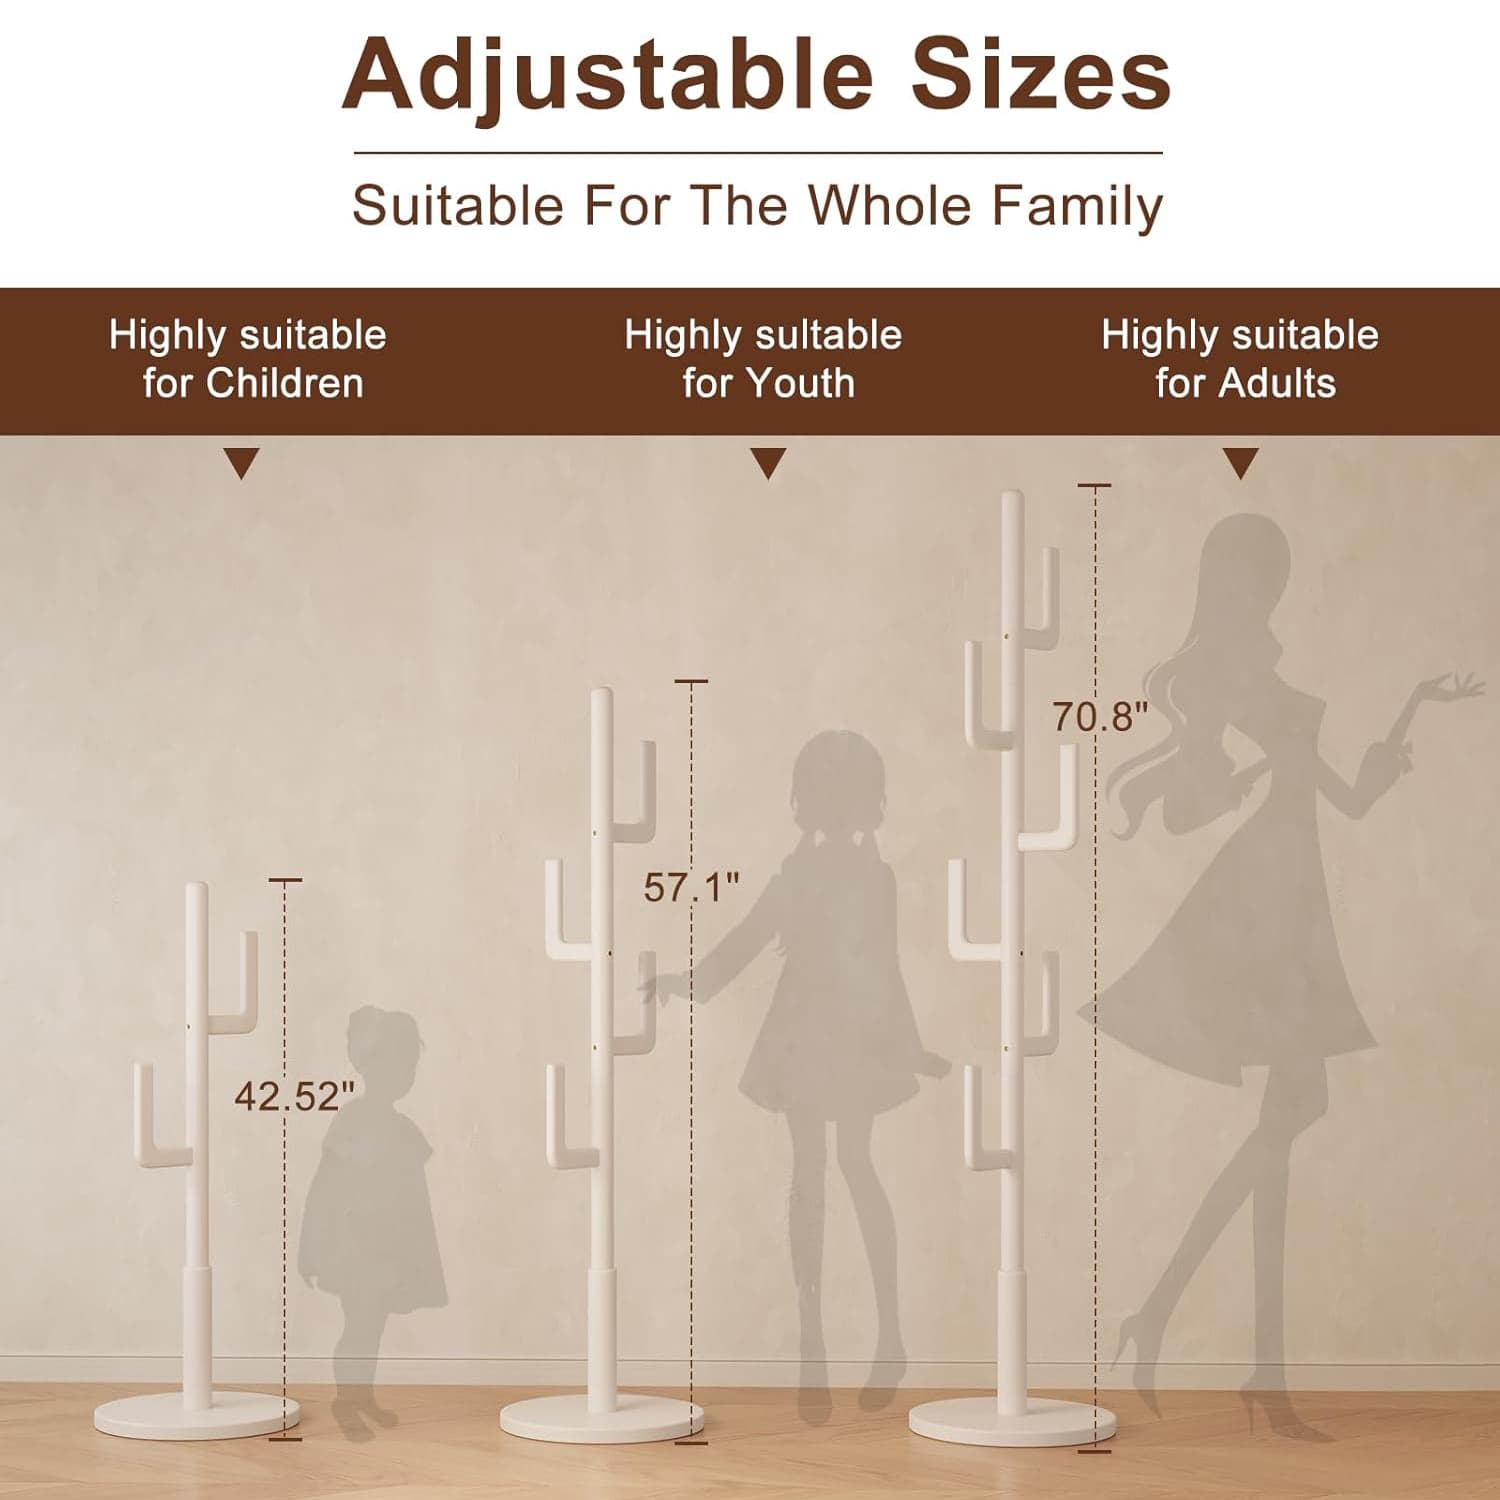 Adjustable Sizes
Suitable For The Whole Family
Highly suitable
for Children
Highly sultable
for Youth
Highly suitable
for Adults
70.8"
57.1"
42.52"